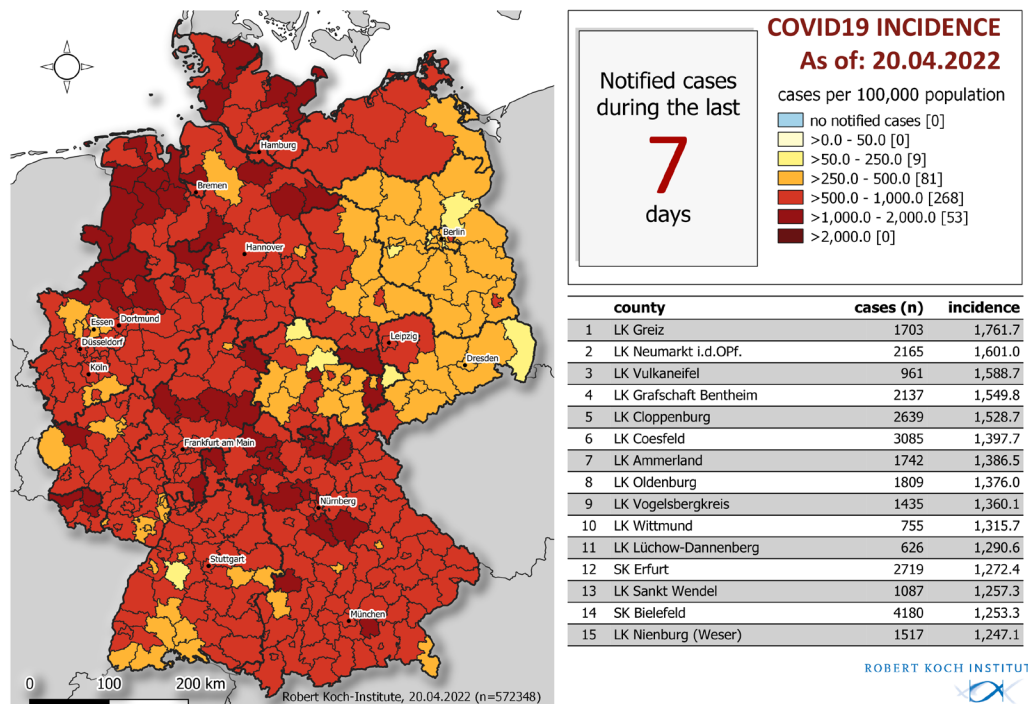 Hamburg
Bremen
Berlin
Hannover
Essen
Dortmund
Düsseldorf
Köln
Leipzig
Dresden
Frankfurt am Main
Nürnberg
Stuttgart
München
0 100 200 km
Robert Koch-Institute, 20.04.2022 (n=572348)
Notified cases
during the last
7
days
COVID19 INCIDENCE
As of: 20.04.2022
cases per 100,000 population
no notified cases [0]
>0.0 - 50.0 [0]
>50.0 - 250.0 [9]
>250.0 - 500.0 [81]
>500.0 - 1,000.0 [268]
>1,000.0 - 2,000.0 [53]
>2,000.0 [0]
county cases (n) incidence
1 LK Greiz 1703 1,761.7
2 LK Neumarkt i.d.OPf. 2165 1,601.0
3 LK Vulkaneifel 961 1,588.7
4 LK Grafschaft Bentheim 2137 1,549.8
5 LK Cloppenburg 2639 1,528.7
6 LK Coesfeld 3085 1,397.7
7 LK Ammerland 1742 1,386.5
8 LK Oldenburg 1809 1,376.0
9 LK Vogelsbergkreis 1435 1,360.1
10 LK Wittmund 755 1,315.7
11 LK Lüchow-Dannenberg 626 1,290.6
12 SK Erfurt 2719 1,272.4
13 LK Sankt Wendel 1087 1,257.3
14 SK Bielefeld 4180 1,253.3
15 LK Nienburg (Weser) 1517 1,247.1
ROBERT KOCH INSTITUT